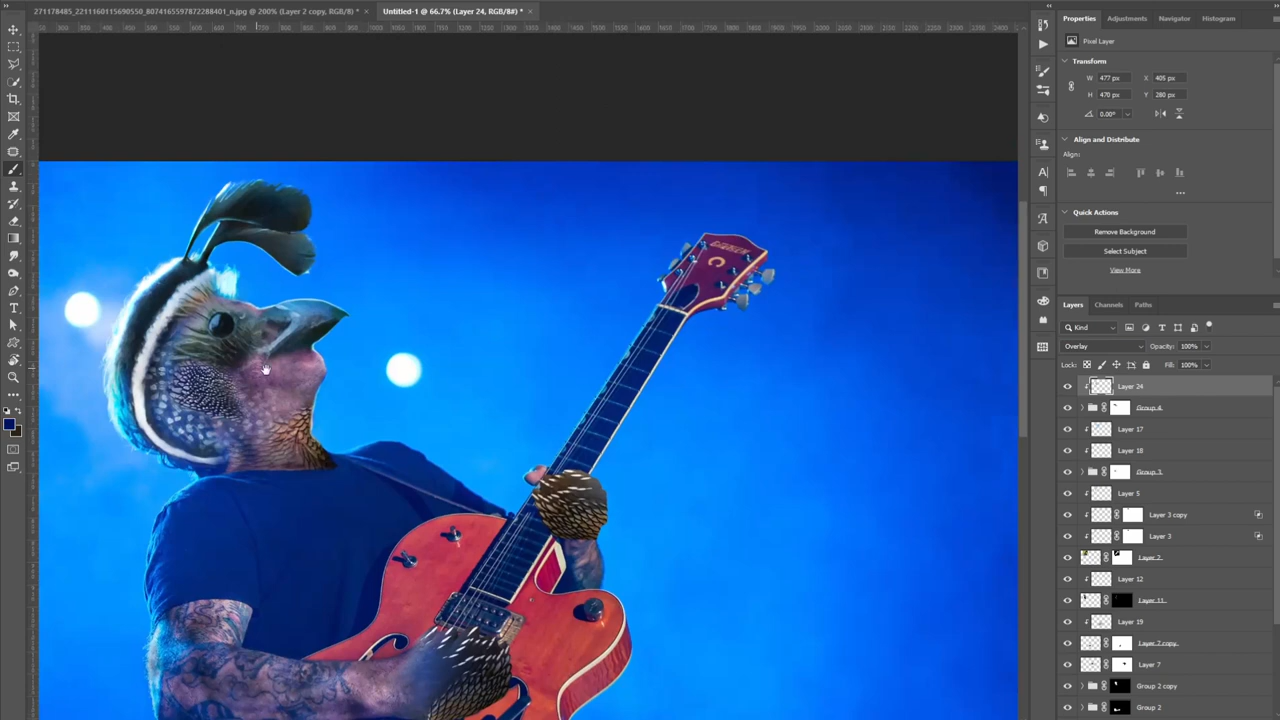 271178485_2211160115690550_8074165597872288401_n.jpg @ 200% (Layer 2 copy, RGB/8) * ×
Untitled-1 @ 66.7% (Layer 24, RGB/8#) * ×
Properties Adjustments Navigator Histogram
Pixel Layer
Transform
W 477 px X 405 px
H 470 px Y 280 px
0.00°
Align and Distribute
Align:
Quick Actions
Remove Background
Select Subject
View More
Layers Channels Paths
Kind
Overlay Opacity: 100%
Lock: Fill: 100%
Layer 24
Group 4
Layer 17
Layer 18
Group 3
Layer 5
Layer 3 copy
Layer 3
Layer 2
Layer 12
Layer 11
Layer 19
Layer 2 copy
Layer 7
Group 2 copy
Group 2